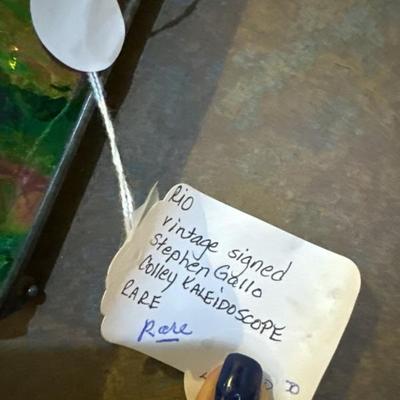 RIO
vintage signed
Stephen Gallo
Colley KALEIDOSCOPE
RARE
Rare